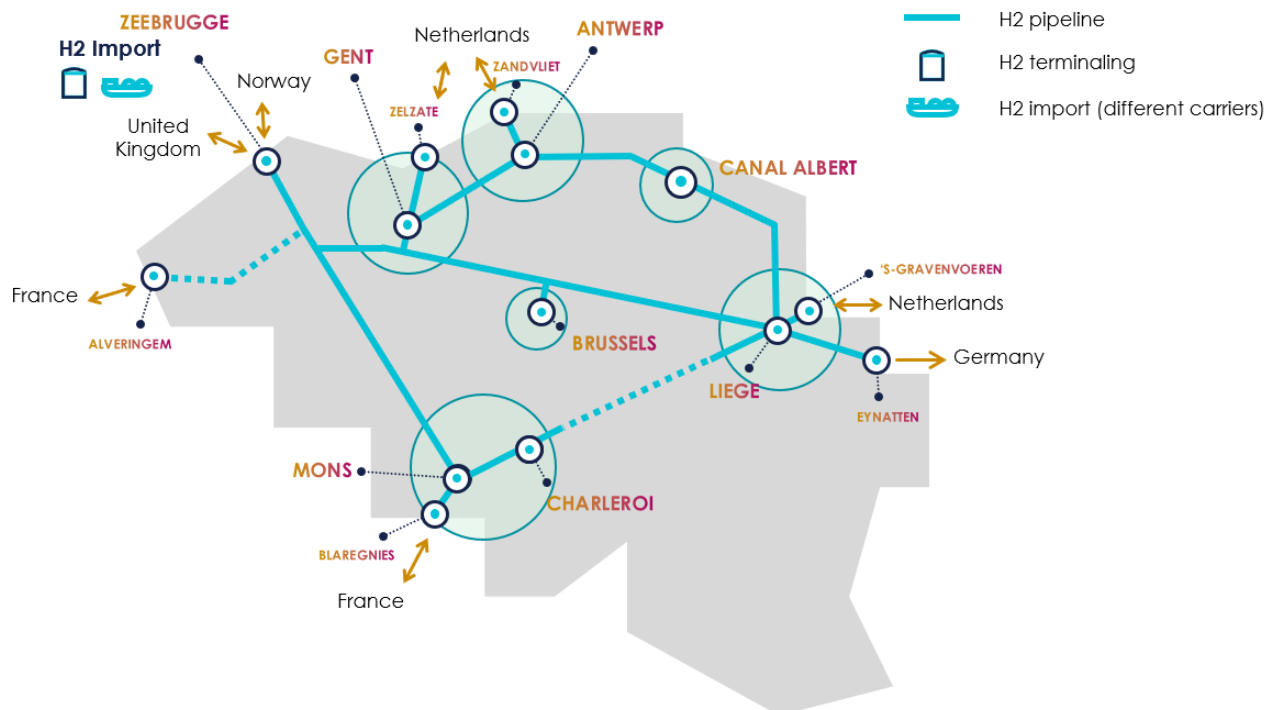 ZEEBRUGGE
H2 Import
Norway
United
Kingdom
GENT
Netherlands
ZELZATE
ZANDVLIET
ANTWERP
H2 pipeline
H2 terminaling
H2 import (different carriers)
CANAL ALBERT
France
ALVERINGEM
BRUSSELS
'S-GRAVENVOEREN
Netherlands
Germany
LIEGE
EYNATTEN
MONS
CHARLEROI
BLAREGNIES
France